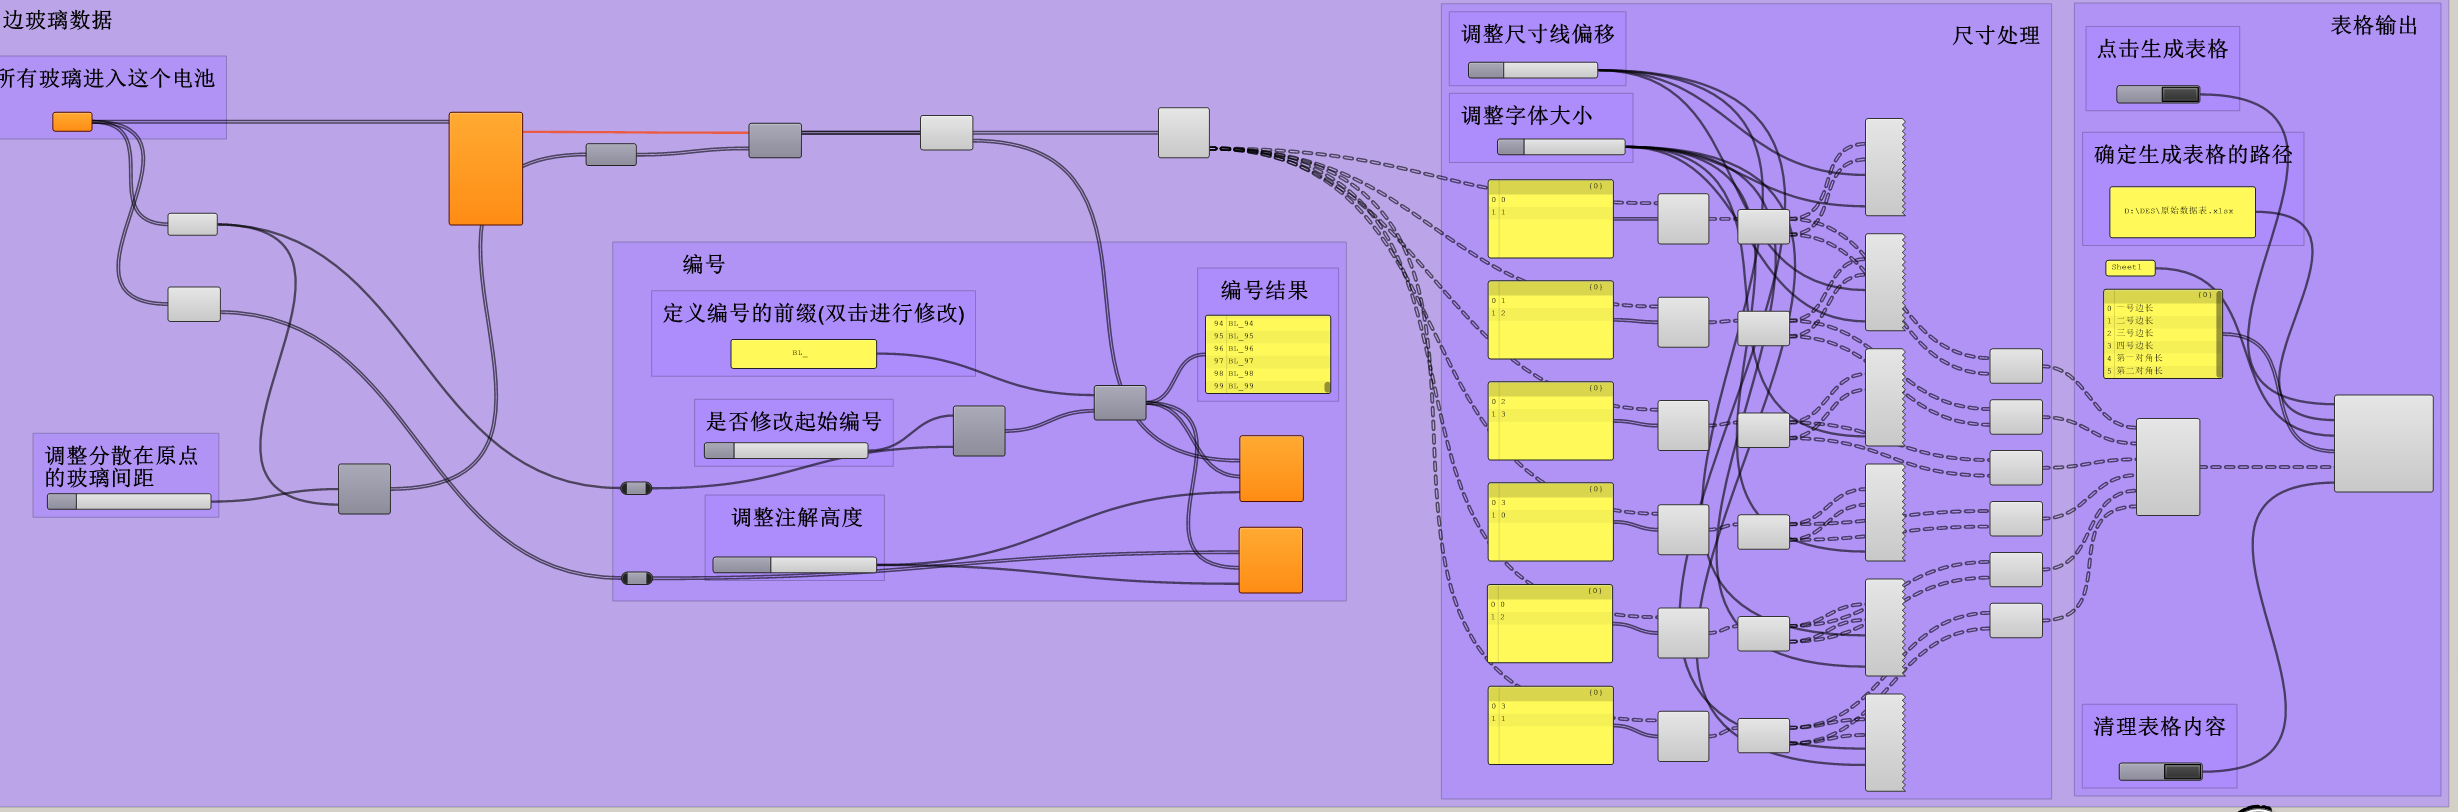 边玻璃数据
所有玻璃进入这个电池
调整分散在原点
的玻璃间距
编号
定义编号的前缀(双击进行修改)
BL_
是否修改起始编号
调整注解高度
编号结果
94 BL_94
95 BL_95
96 BL_96
97 BL_97
98 BL_98
99 BL_99
尺寸处理
调整尺寸线偏移
调整字体大小
{0}
0 0
1 1
{0}
0 1
1 2
{0}
0 2
1 3
{0}
0 3
1 0
{0}
0 0
1 2
{0}
0 3
1 1
表格输出
点击生成表格
确定生成表格的路径
D:\DES\原始数据表.xlsx
Sheet1
{0}
0 一号边长
1 二号边长
2 三号边长
3 四号边长
4 第一对角长
5 第二对角长
清理表格内容